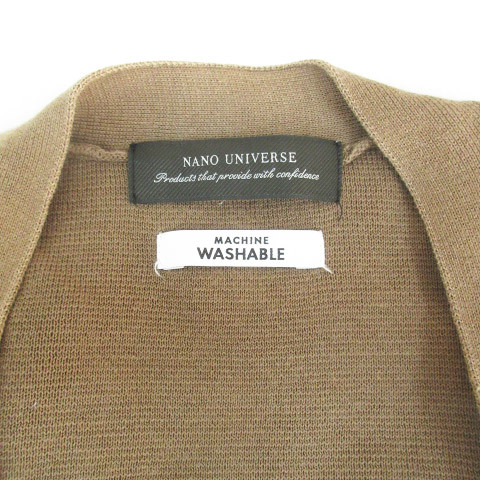 NANO UNIVERSE
Products that provide with confidence
MACHINE
WASHABLE